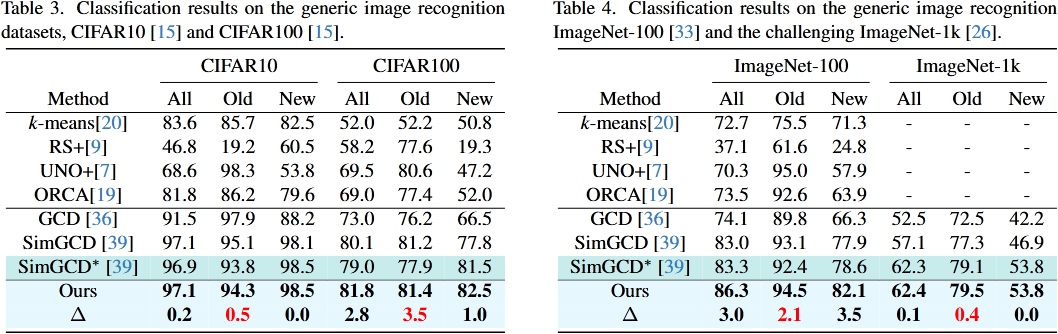 Table 3. Classification results on the generic image recognition
datasets, CIFAR10 [15] and CIFAR100 [15].
CIFAR10 CIFAR100
Method All Old New All Old New
k-means[20] 83.6 85.7 82.5 52.0 52.2 50.8
RS+[9] 46.8 19.2 60.5 58.2 77.6 19.3
UNO+[7] 68.6 98.3 53.8 69.5 80.6 47.2
ORCA[19] 81.8 86.2 79.6 69.0 77.4 52.0
GCD [36] 91.5 97.9 88.2 73.0 76.2 66.5
SimGCD [39] 97.1 95.1 98.1 80.1 81.2 77.8
SimGCD* [39] 96.9 93.8 98.5 79.0 77.9 81.5
Ours 97.1 94.3 98.5 81.8 81.4 82.5
Δ 0.2 0.5 0.0 2.8 3.5 1.0
Table 4. Classification results on the generic image recognition
ImageNet-100 [33] and the challenging ImageNet-1k [26].
ImageNet-100 ImageNet-1k
Method All Old New All Old New
k-means[20] 72.7 75.5 71.3 - - -
RS+[9] 37.1 61.6 24.8 - - -
UNO+[7] 70.3 95.0 57.9 - - -
ORCA[19] 73.5 92.6 63.9 - - -
GCD [36] 74.1 89.8 66.3 52.5 72.5 42.2
SimGCD [39] 83.0 93.1 77.9 57.1 77.3 46.9
SimGCD* [39] 83.3 92.4 78.6 62.3 79.1 53.8
Ours 86.3 94.5 82.1 62.4 79.5 53.8
Δ 3.0 2.1 3.5 0.1 0.4 0.0